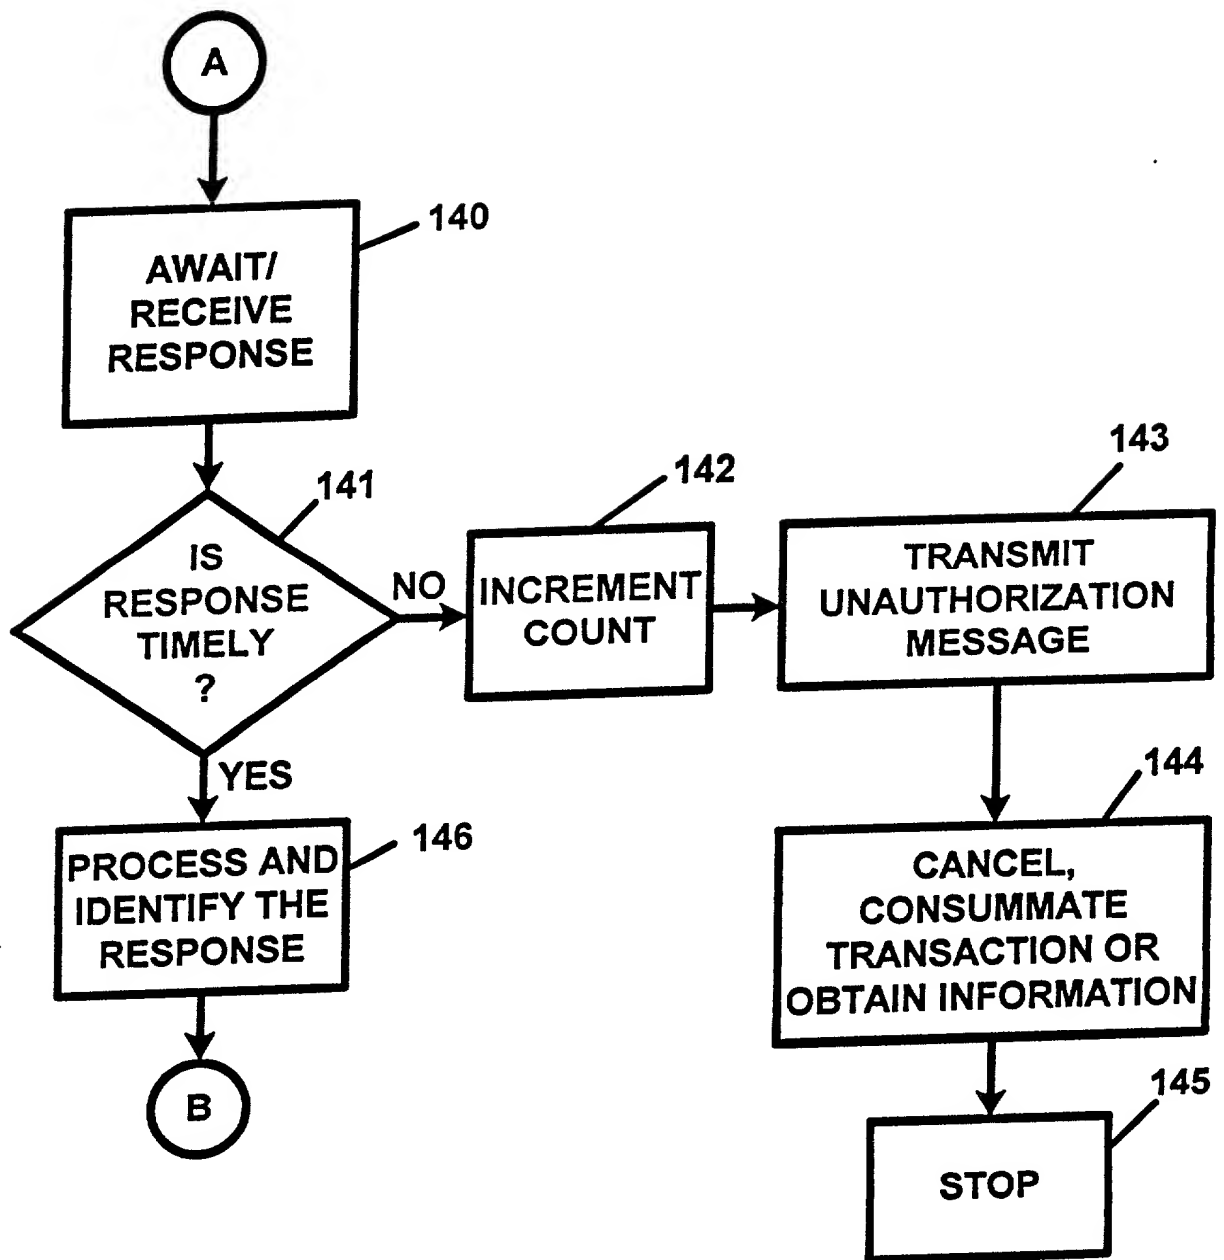 A
140
AWAIT/
RECEIVE
RESPONSE
141
IS
RESPONSE
TIMELY
?
NO
142
INCREMENT
COUNT
143
TRANSMIT
UNAUTHORIZATION
MESSAGE
YES
146
PROCESS AND
IDENTIFY THE
RESPONSE
B
144
CANCEL,
CONSUMMATE
TRANSACTION OR
OBTAIN INFORMATION
145
STOP